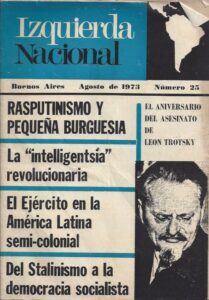 Izquierda
Nacional
Buenos Aires Agosto de 1973 Número 25
RASPUTINISMO Y
PEQUEÑA BURGUESIA
La "intelligentsia"
revolucionaria
El Ejército en la
América Latina
semi-colonial
Del Stalinismo a la
democracia socialista
EL ANIVERSARIO
DEL ASESINATO
DE
LEON TROTSKY